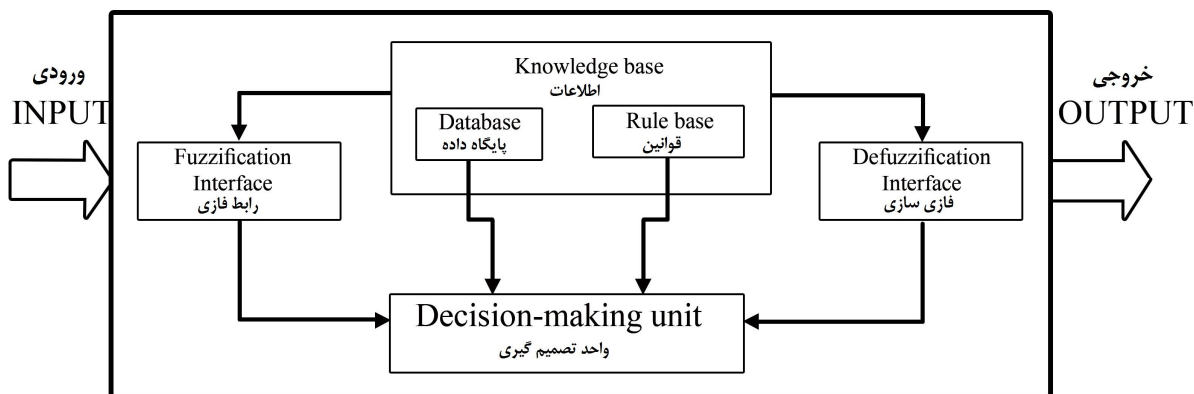 ورودی
INPUT
Knowledge base
اطلاعات
Database
پایگاه داده
Rule base
قوانین
Fuzzification
Interface
رابط فازی
Defuzzification
Interface
فازی سازی
Decision-making unit
واحد تصمیم گیری
خروجی
OUTPUT